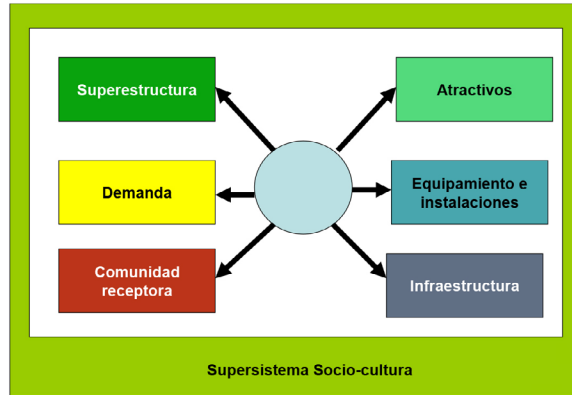 Superestructura
Atractivos
Demanda
Equipamiento e
instalaciones
Comunidad
receptora
Infraestructura
Supersistema Socio-cultura